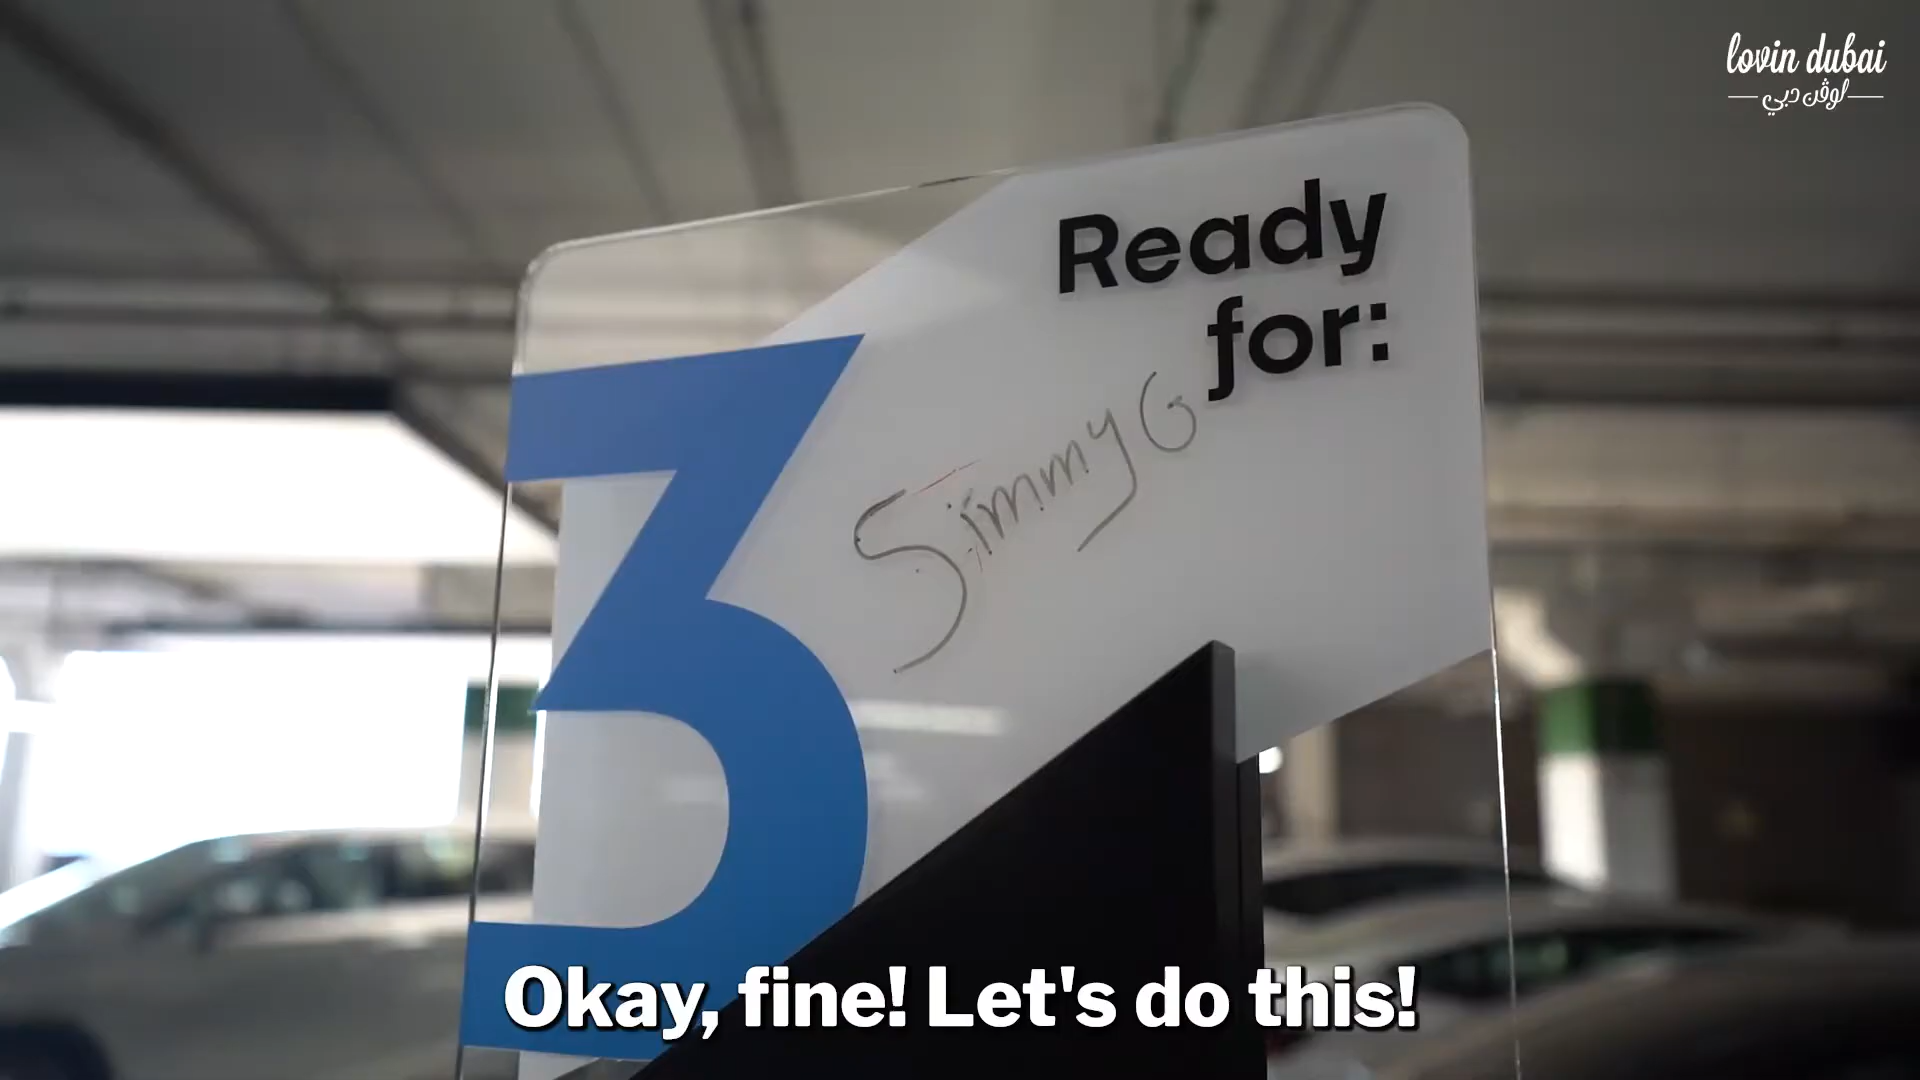 lovin dubai
لوڤن دبي
Ready
for:
3
Simmy G
Okay, fine! Let's do this!